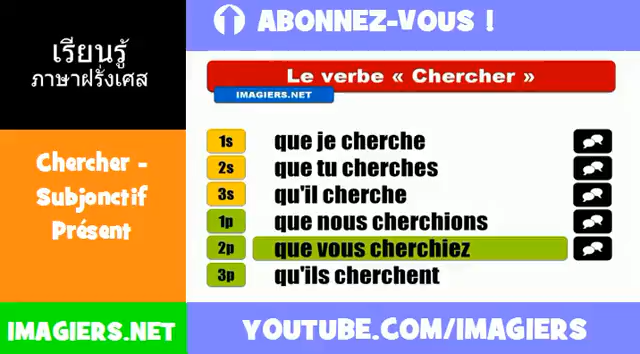 เรียนรู้
ภาษาฝรั่งเศส
Chercher -
Subjonctif
Présent
IMAGIERS.NET
ABONNEZ-VOUS !
Le verbe « Chercher »
IMAGIERS.NET
1s que je cherche
2s que tu cherches
3s qu'il cherche
1p que nous cherchions
2p que vous cherchiez
3p qu'ils cherchent
YOUTUBE.COM/IMAGIERS